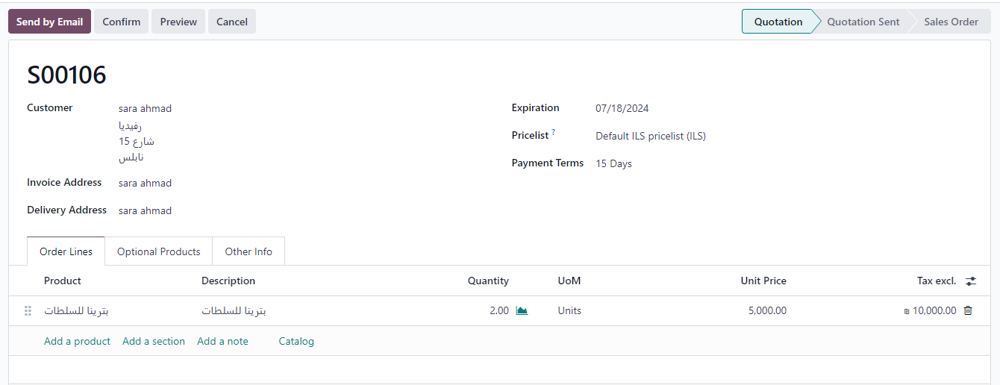 Send by Email Confirm Preview Cancel Quotation Quotation Sent Sales Order
S00106
Customer sara ahmad
رفيديا
شارع 15
نابلس
Invoice Address sara ahmad
Delivery Address sara ahmad
Expiration 07/18/2024
Pricelist ? Default ILS pricelist (ILS)
Payment Terms 15 Days
Order Lines Optional Products Other Info
Product Description Quantity UoM Unit Price Tax excl.
بترينا للسلطات بترينا للسلطات 2.00 Units 5,000.00 ₪ 10,000.00
Add a product Add a section Add a note Catalog